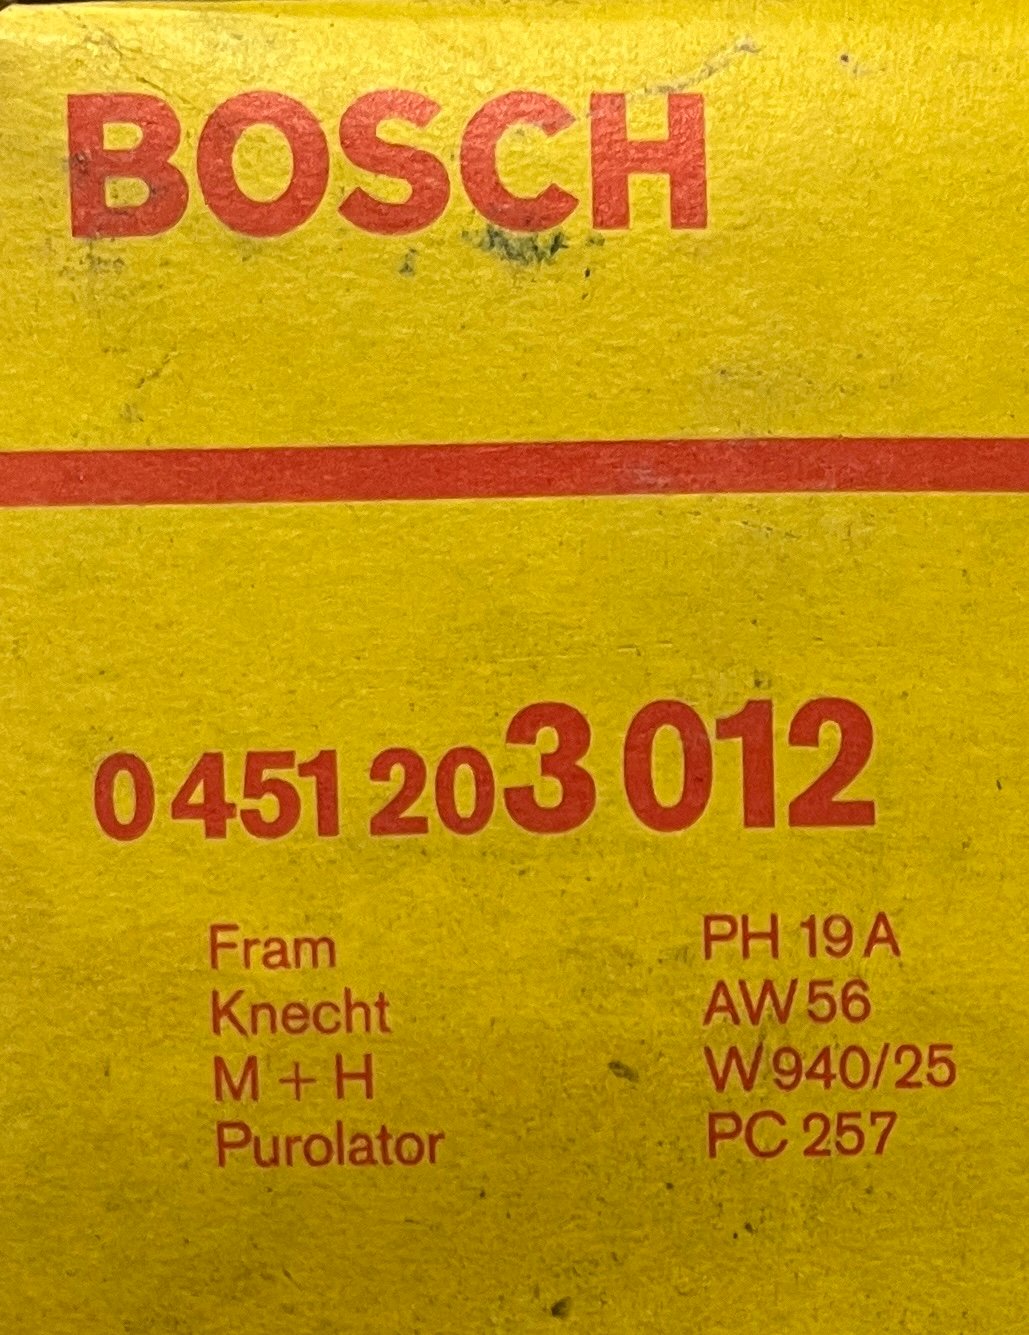 BOSCH
0 451 203 012
Fram PH 19 A
Knecht AW 56
M + H W 940/25
Purolator PC 257